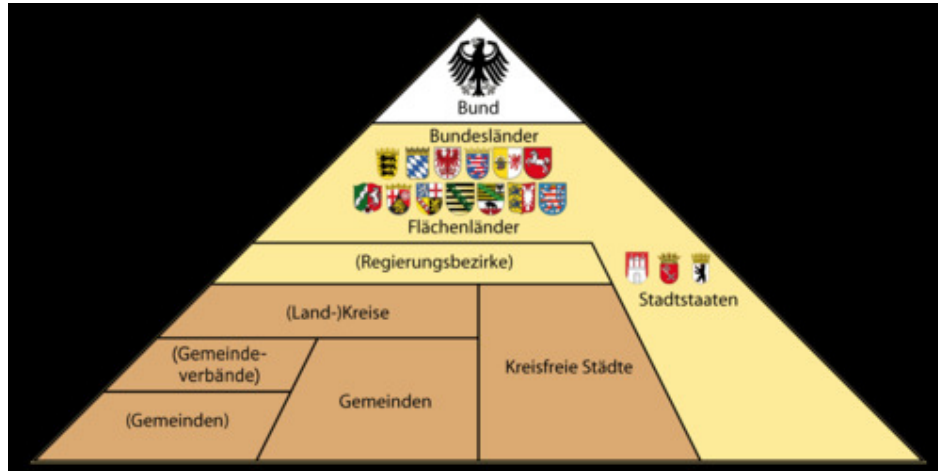 Bund
Bundesländer
Flächenländer
(Regierungsbezirke)
Stadtstaaten
(Land-)Kreise
(Gemeinde-
verbände)
Kreisfreie Städte
Gemeinden
(Gemeinden)